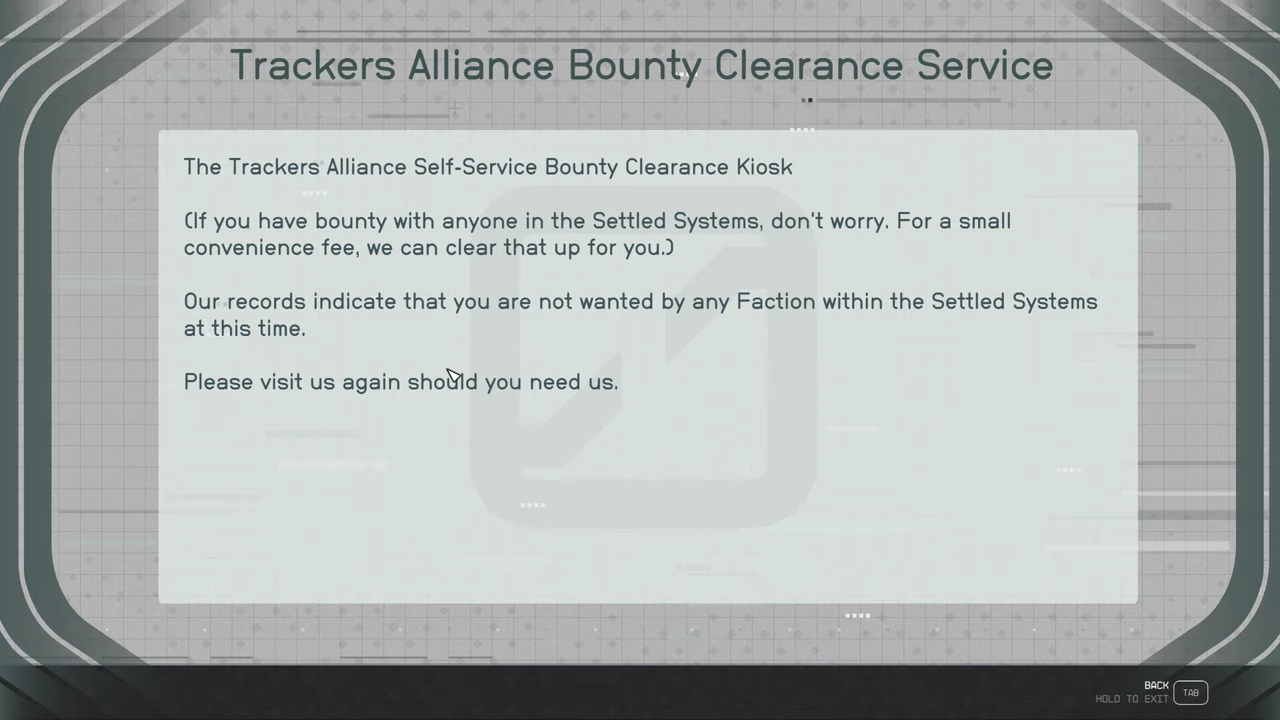 Trackers Alliance Bounty Clearance Service
The Trackers Alliance Self-Service Bounty Clearance Kiosk
(If you have bounty with anyone in the Settled Systems, don't worry. For a small
convenience fee, we can clear that up for you.)
Our records indicate that you are not wanted by any Faction within the Settled Systems
at this time.
Please visit us again should you need us.
BACK
HOLD TO EXIT
TAB